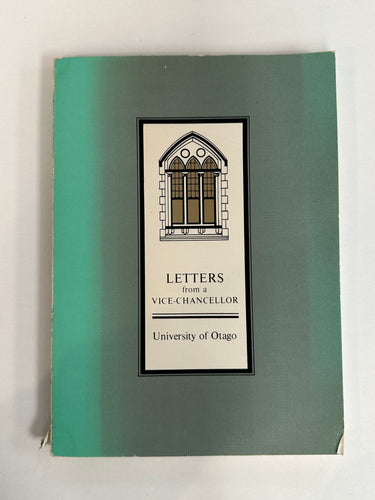 LETTERS
from a
VICE-CHANCELLOR
University of Otago